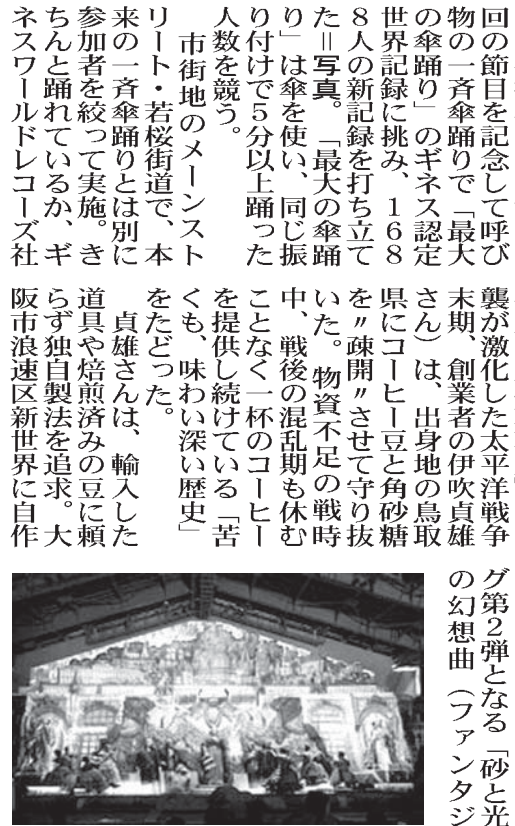 回の節目を記念して呼び
物の一斉傘踊りで「最大
の傘踊り」のギネス認定
世界記録に挑み、１６８
８人の新記録を打ち立て
た＝写真。「最大の傘踊
り」は傘を使い、同じ振
り付けで５分以上踊った
人数を競う。
市街地のメーンスト
リート・若桜街道で、本
来の一斉傘踊りとは別に
参加者を絞って実施。き
ちんと踊れているか、ギ
ネスワールドレコーズ社
襲が激化した太平洋戦争
末期、創業者の伊吹貞雄
さん）は、出身地の鳥取
県にコーヒー豆と角砂糖
を〃疎開〃させて守り抜
いた。物資不足の戦時
中、戦後の混乱期も休む
ことなく一杯のコーヒー
を提供し続けている「苦
くも、味わい深い歴史」
をたどった。
貞雄さんは、輸入した
道具や焙煎済みの豆に頼
らず独自製法を追求。大
阪市浪速区新世界に自作
グ第２弾となる「砂と光
の幻想曲（ファンタジ